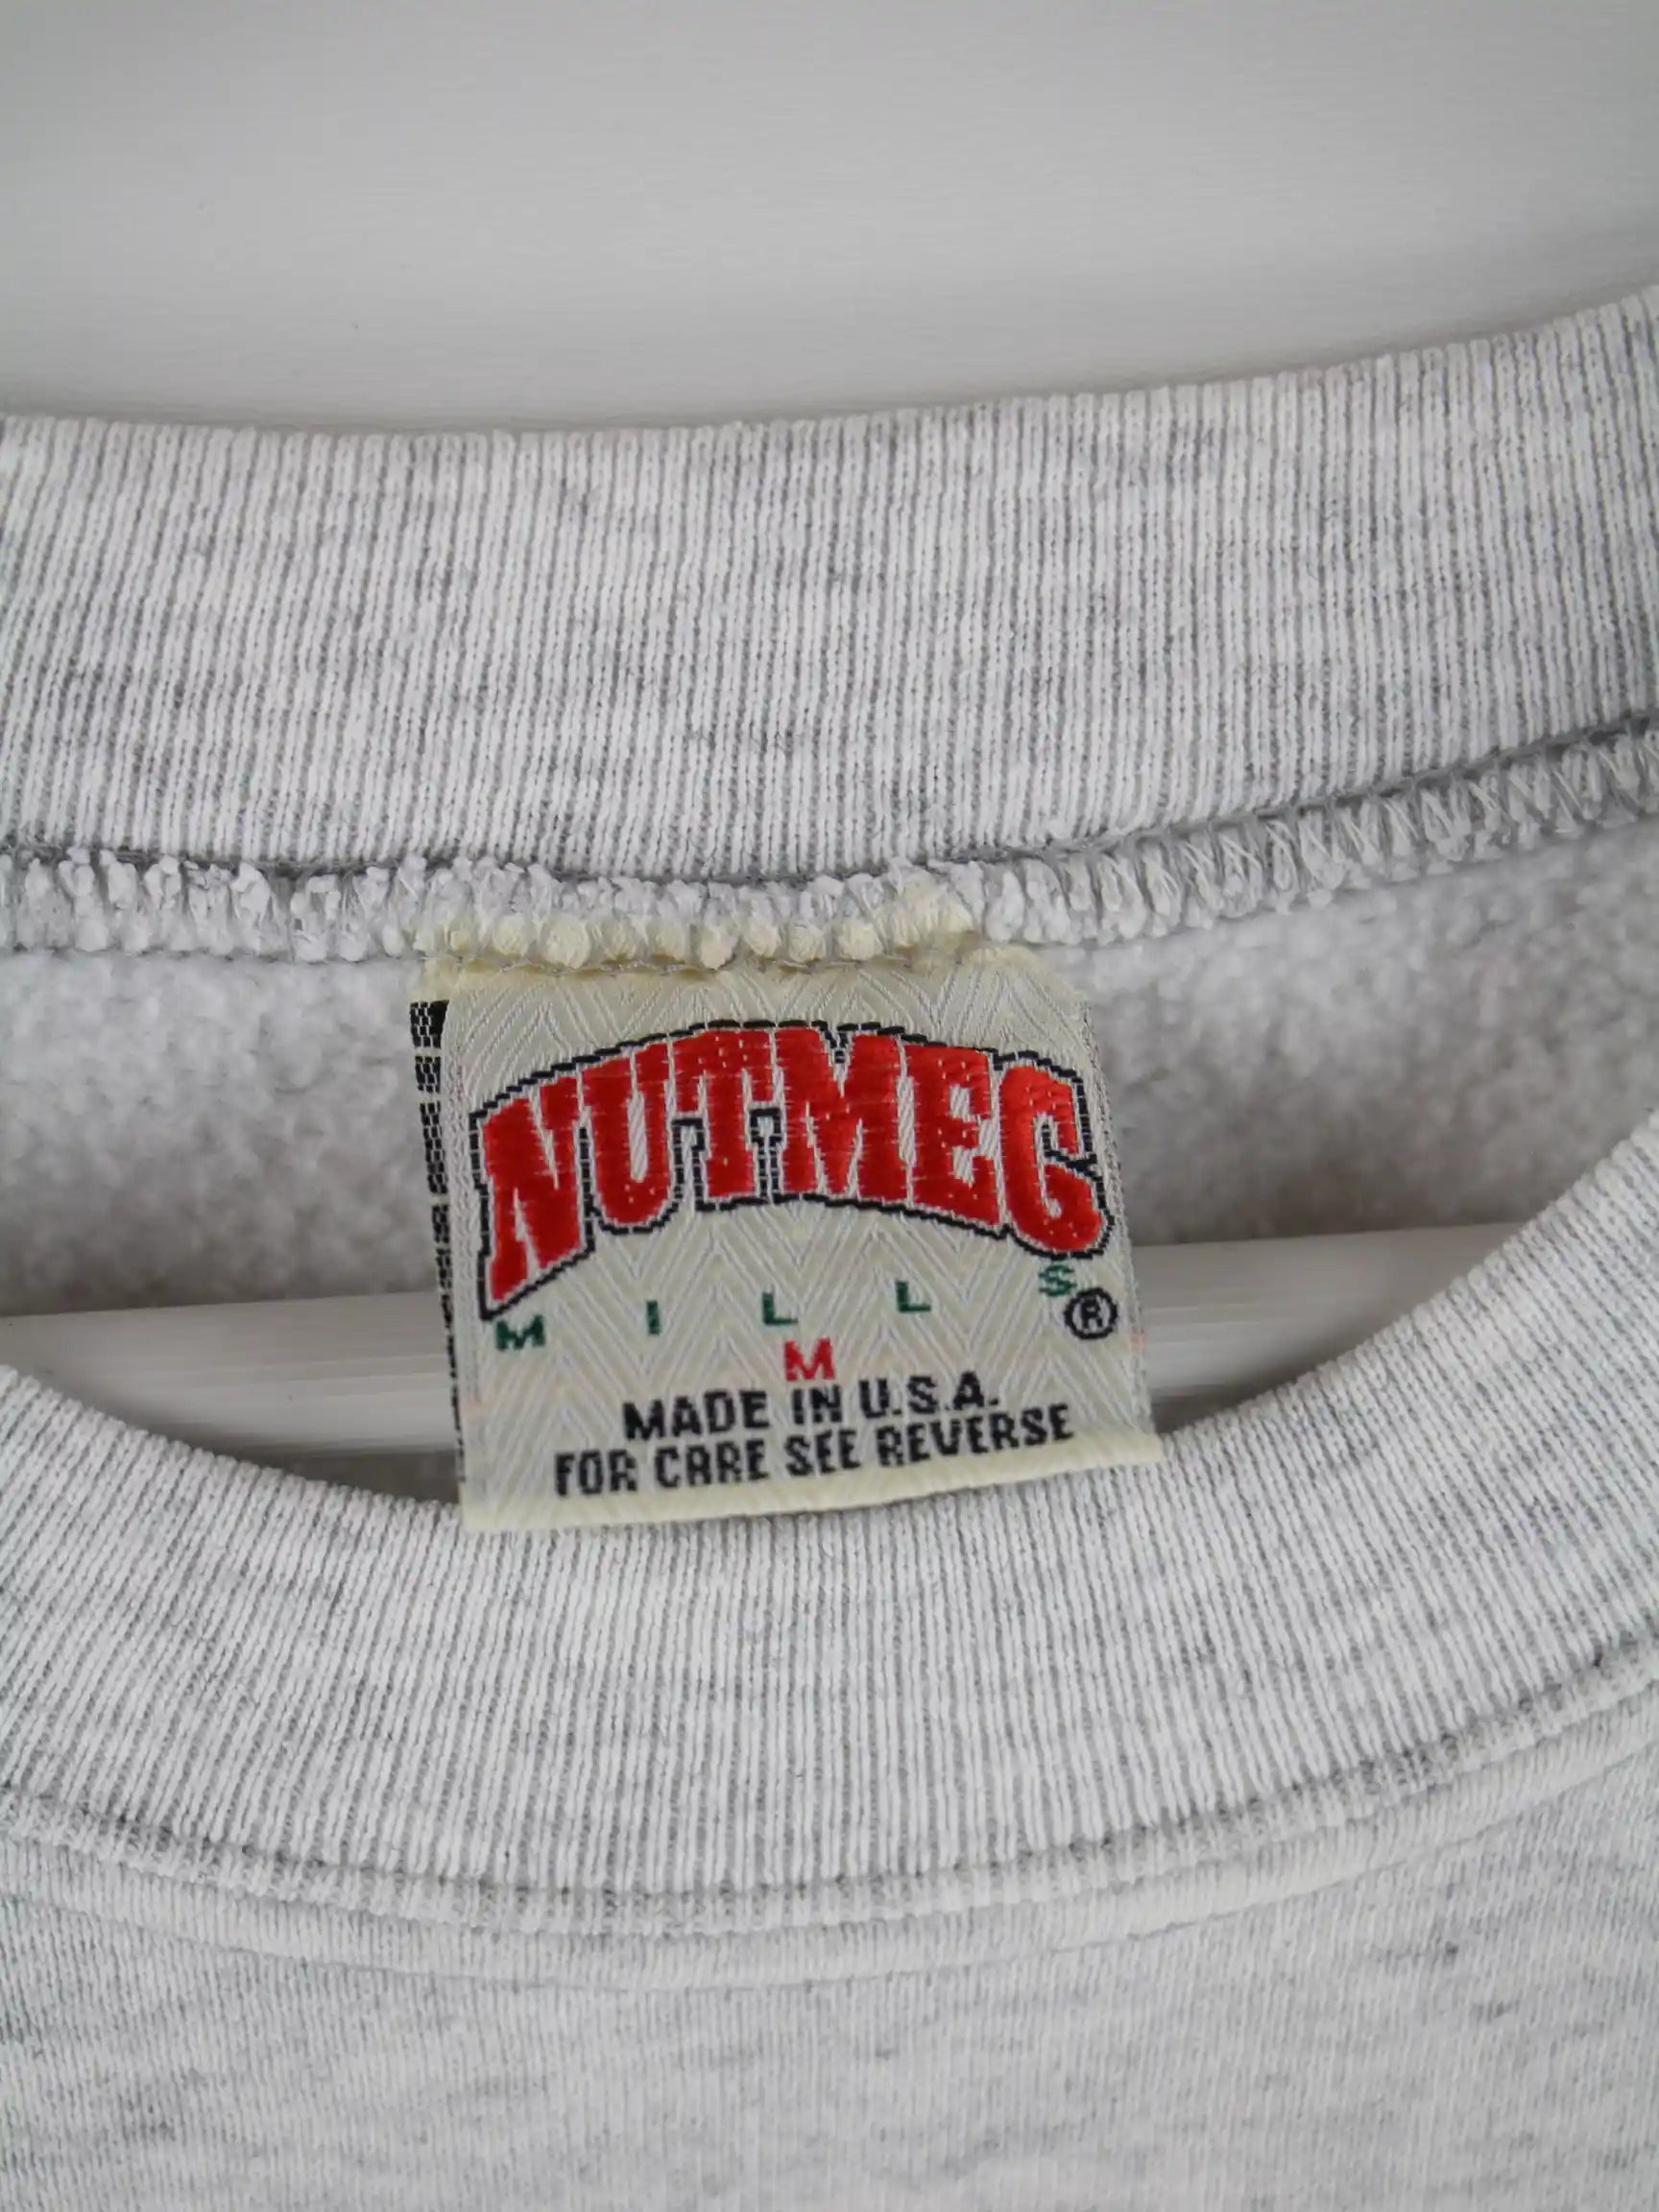 NUTMEG
MILLS®
M
MADE IN U.S.A.
FOR CARE SEE REVERSE